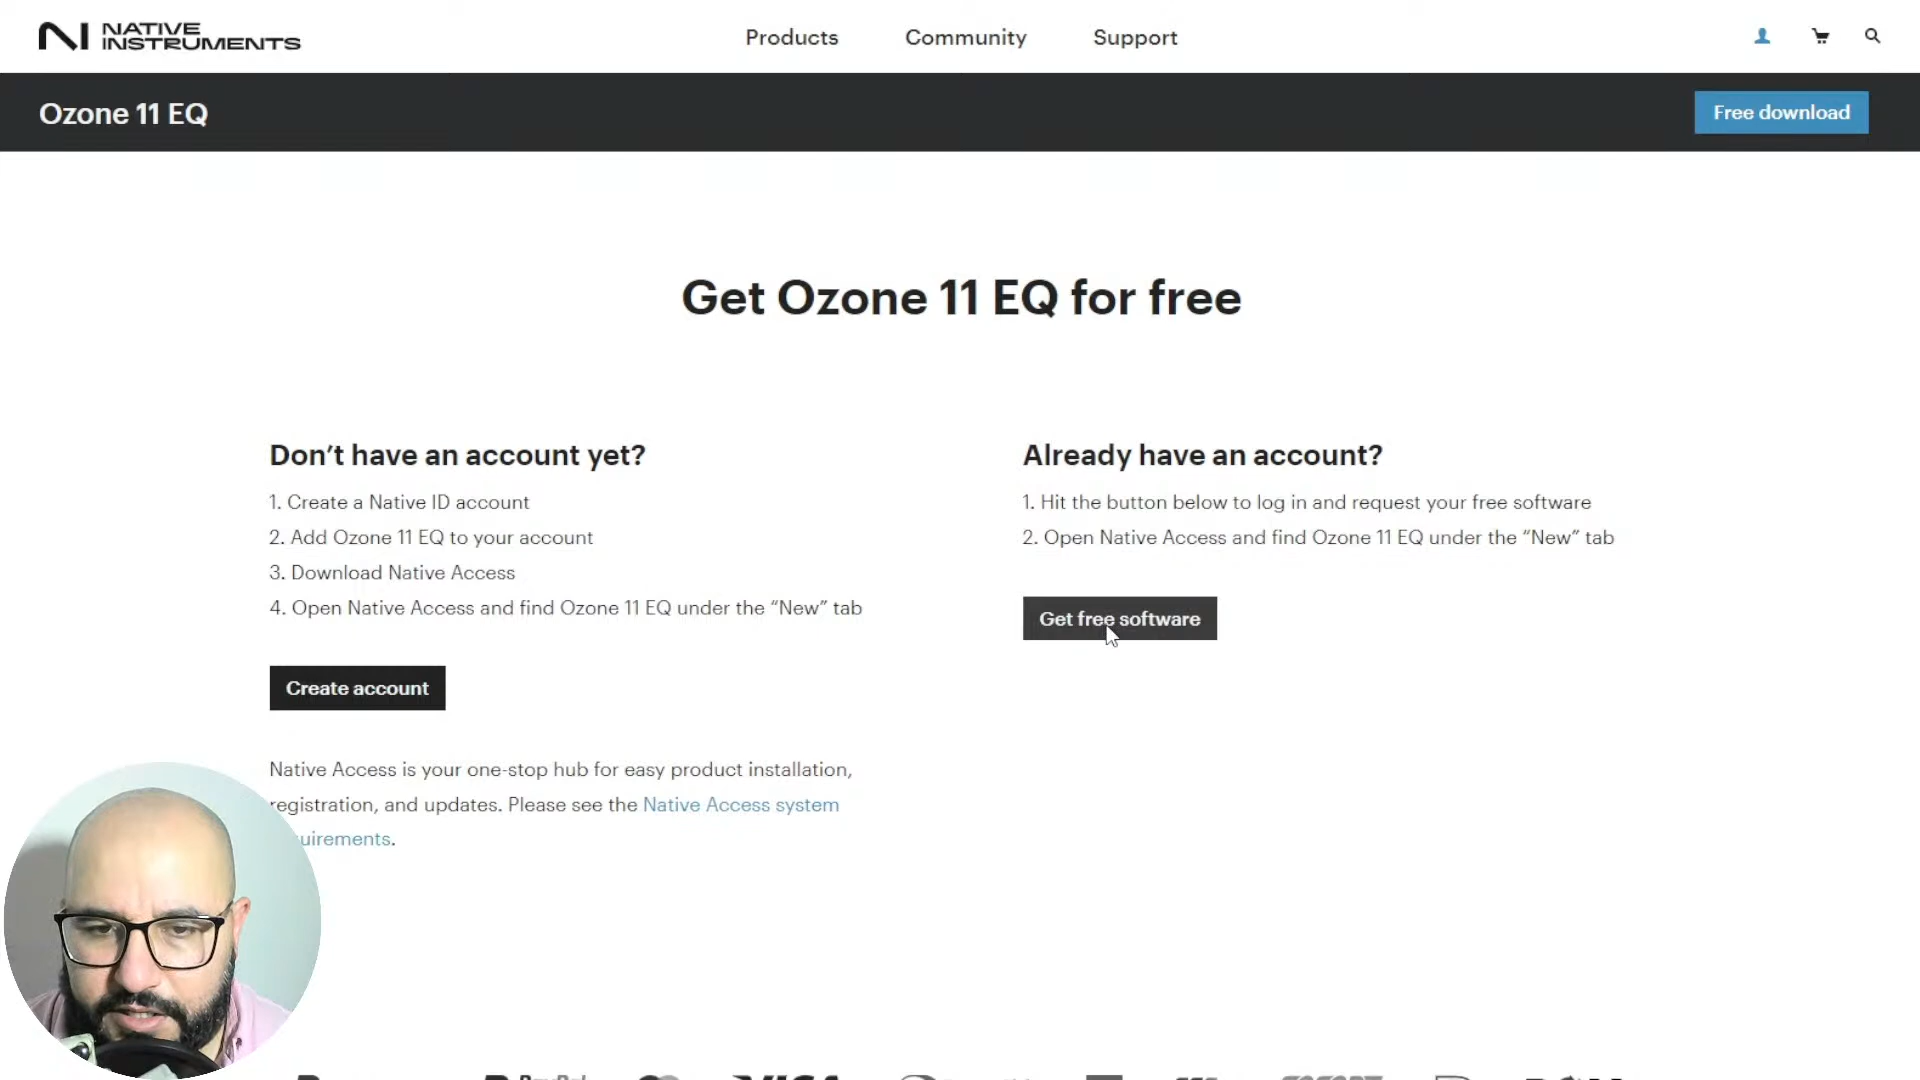 NATIVE
INSTRUMENTS
Products
Community
Support
Ozone 11 EQ
Free download
Get Ozone 11 EQ for free
Don’t have an account yet?
1. Create a Native ID account
2. Add Ozone 11 EQ to your account
3. Download Native Access
4. Open Native Access and find Ozone 11 EQ under the “New” tab
Create account
Native Access is your one-stop hub for easy product installation,
registration, and updates. Please see the Native Access system
uirements.
Already have an account?
1. Hit the button below to log in and request your free software
2. Open Native Access and find Ozone 11 EQ under the “New” tab
Get free software
PayPal
VISA